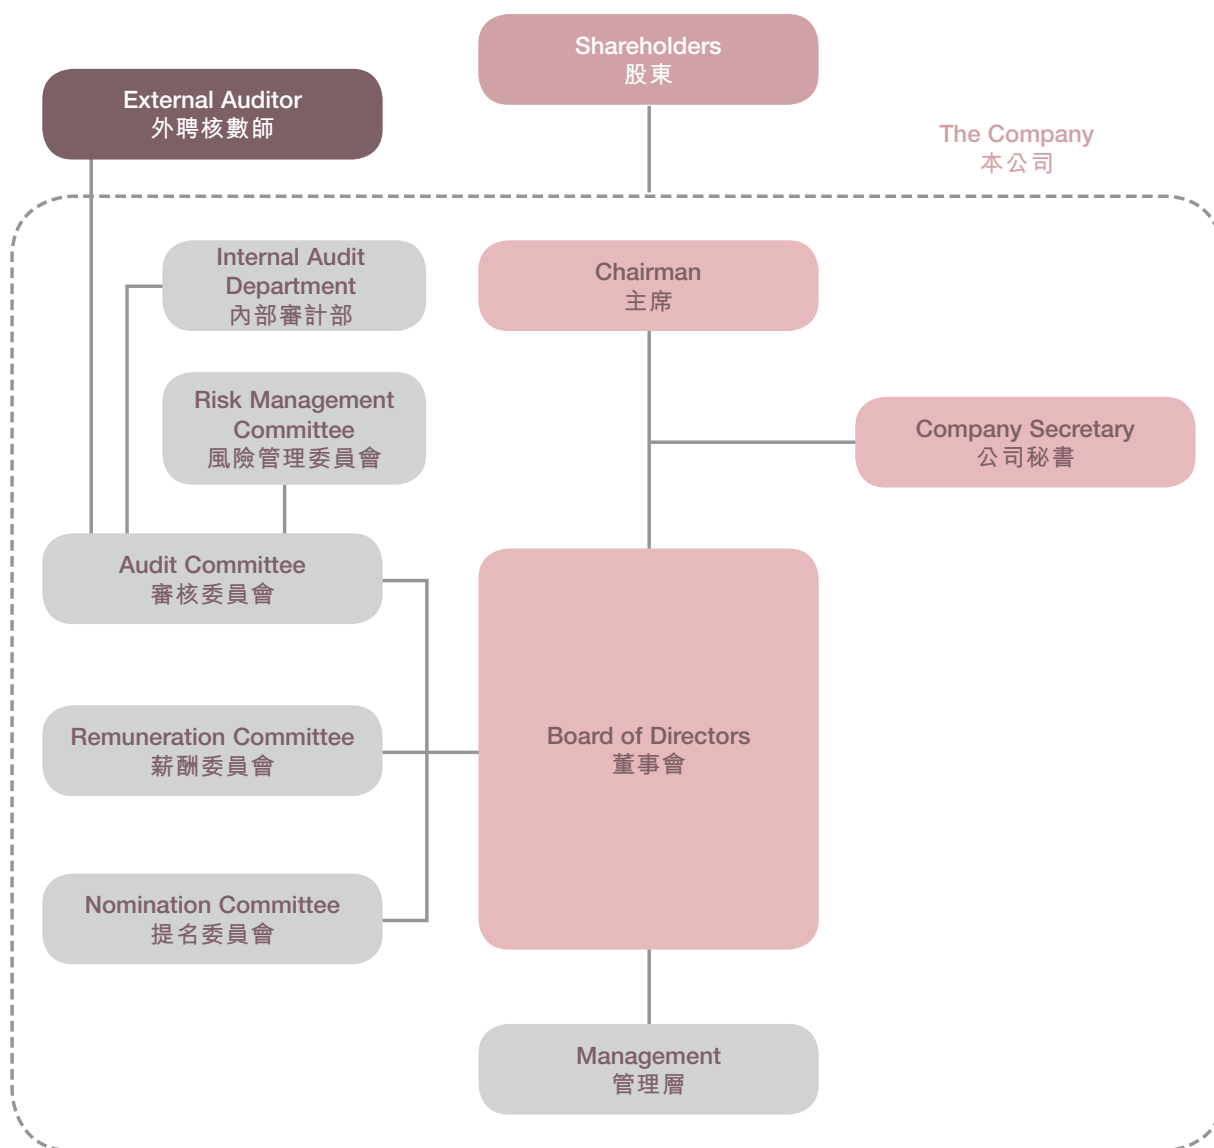 Shareholders
股東
External Auditor
外聘核數師
The Company
本公司
Internal Audit
Department
內部審計部
Chairman
主席
Risk Management
Committee
風險管理委員會
Company Secretary
公司秘書
Audit Committee
審核委員會
Remuneration Committee
薪酬委員會
Board of Directors
董事會
Nomination Committee
提名委員會
Management
管理層